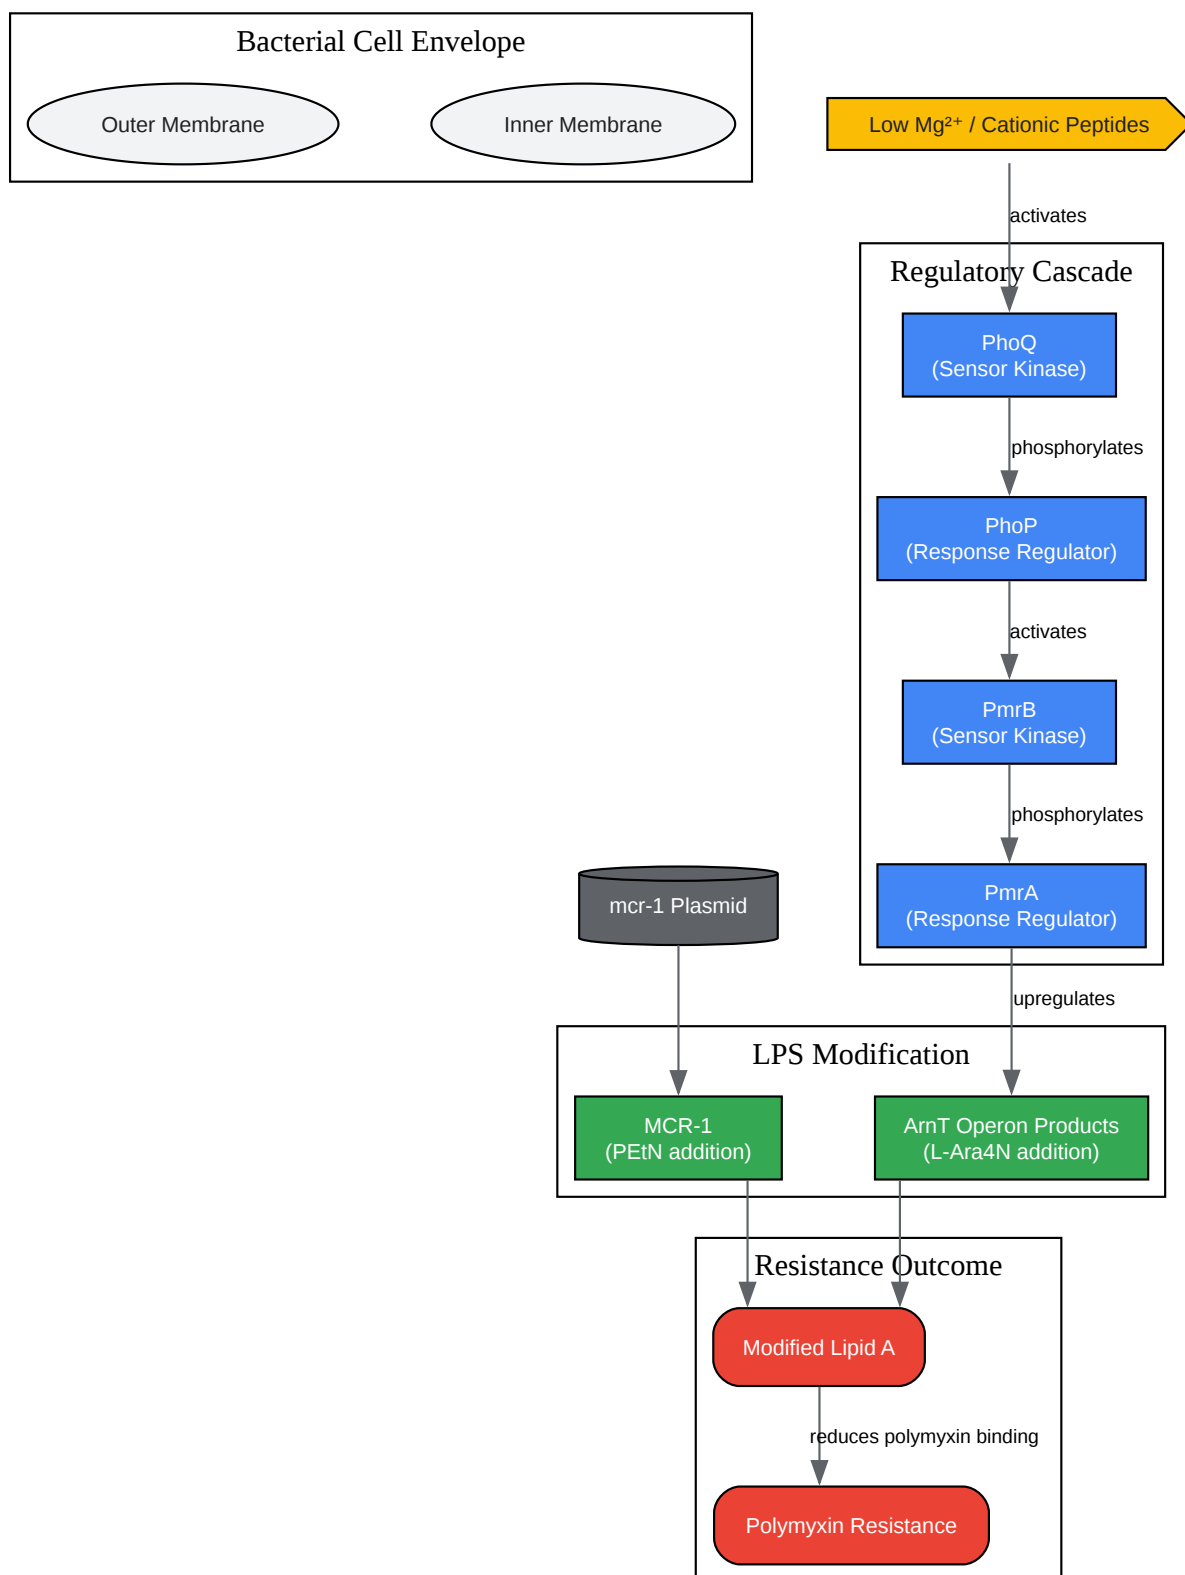 Bacterial Cell Envelope
Outer Membrane
Inner Membrane
Low Mg²⁺ / Cationic Peptides
activates
Regulatory Cascade
PhoQ
(Sensor Kinase)
phosphorylates
PhoP
(Response Regulator)
activates
PmrB
(Sensor Kinase)
phosphorylates
mcr-1 Plasmid
PmrA
(Response Regulator)
upregulates
LPS Modification
MCR-1
(PEtN addition)
ArnT Operon Products
(L-Ara4N addition)
Resistance Outcome
Modified Lipid A
reduces polymyxin binding
Polymyxin Resistance